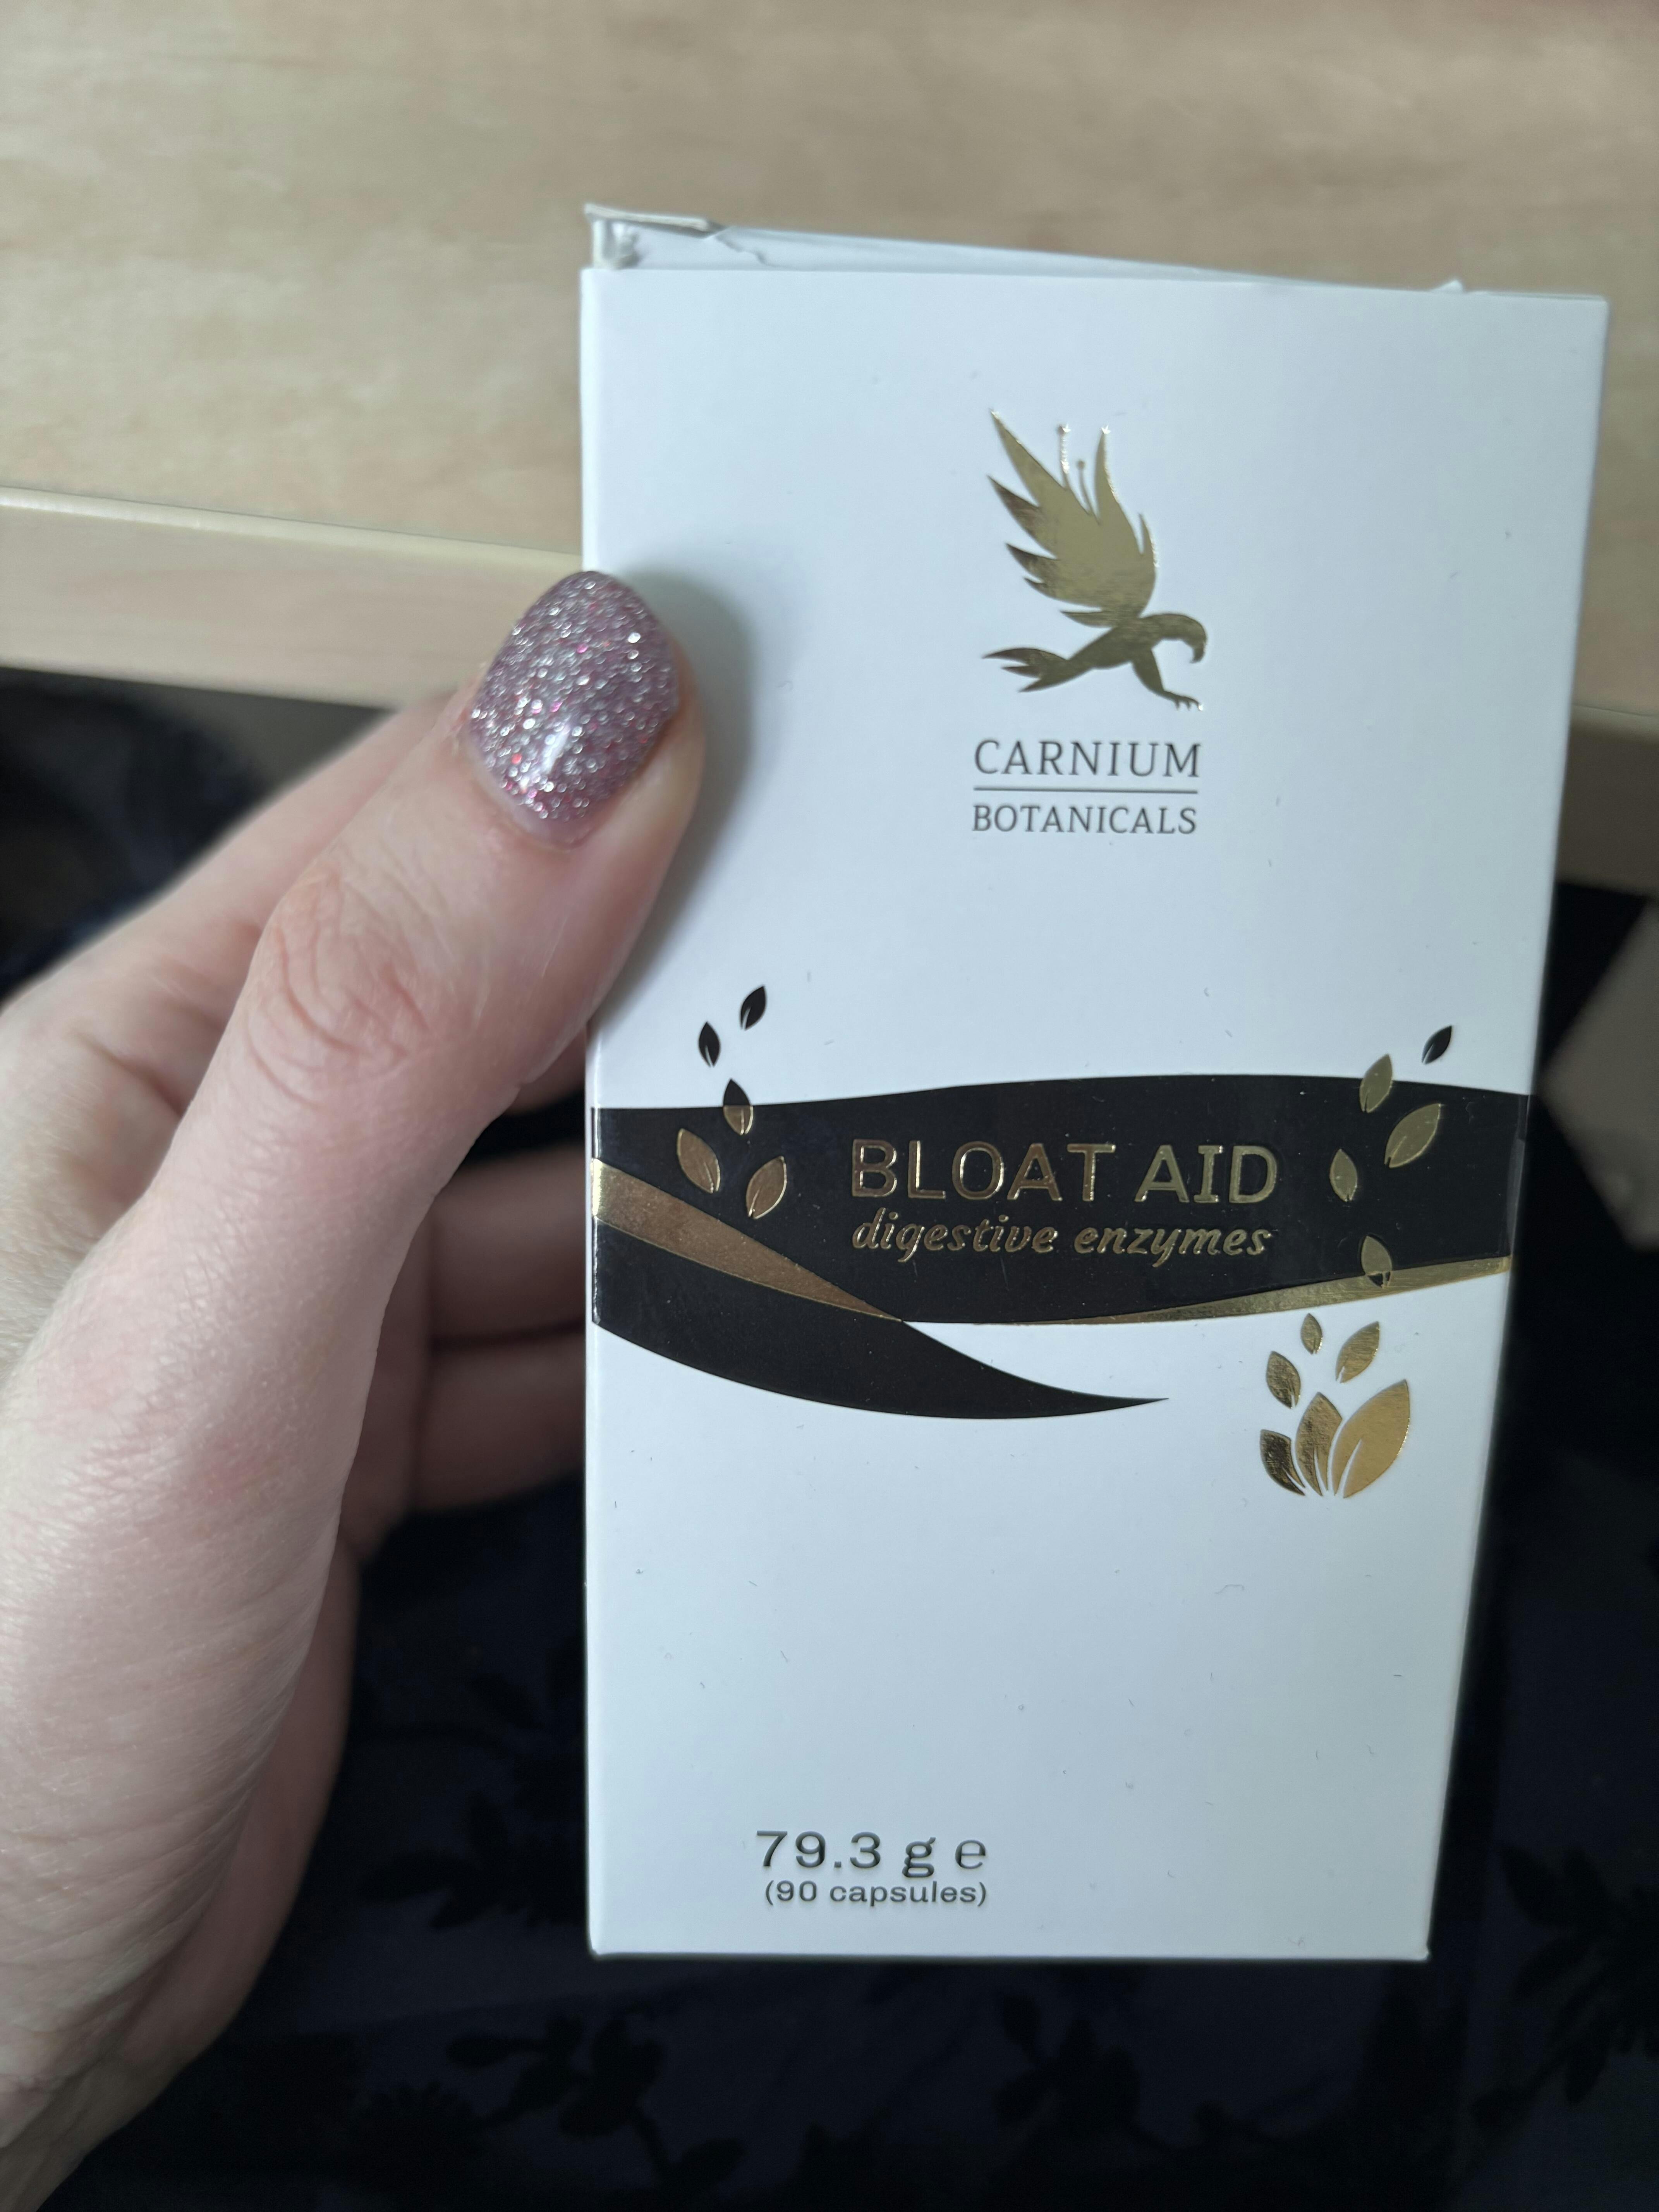 CARNIUM
BOTANICALS
BLOAT AID
digestive enzymes
79.3 g e
(90 capsules)